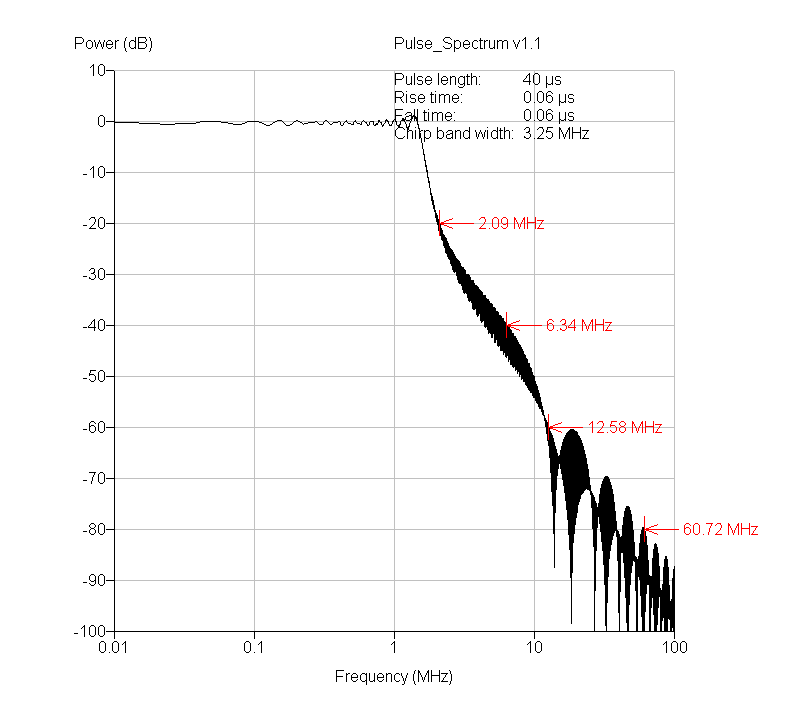 Power (dB)
Pulse_Spectrum v1.1
Pulse length: 40 µs
Rise time: 0.06 µs
Fall time: 0.06 µs
Chirp band width: 3.25 MHz
10
0
-10
-20
2.09 MHz
-30
-40
6.34 MHz
-50
-60
12.58 MHz
-70
-80
60.72 MHz
-90
-100
0.01
0.1
1
10
100
Frequency (MHz)